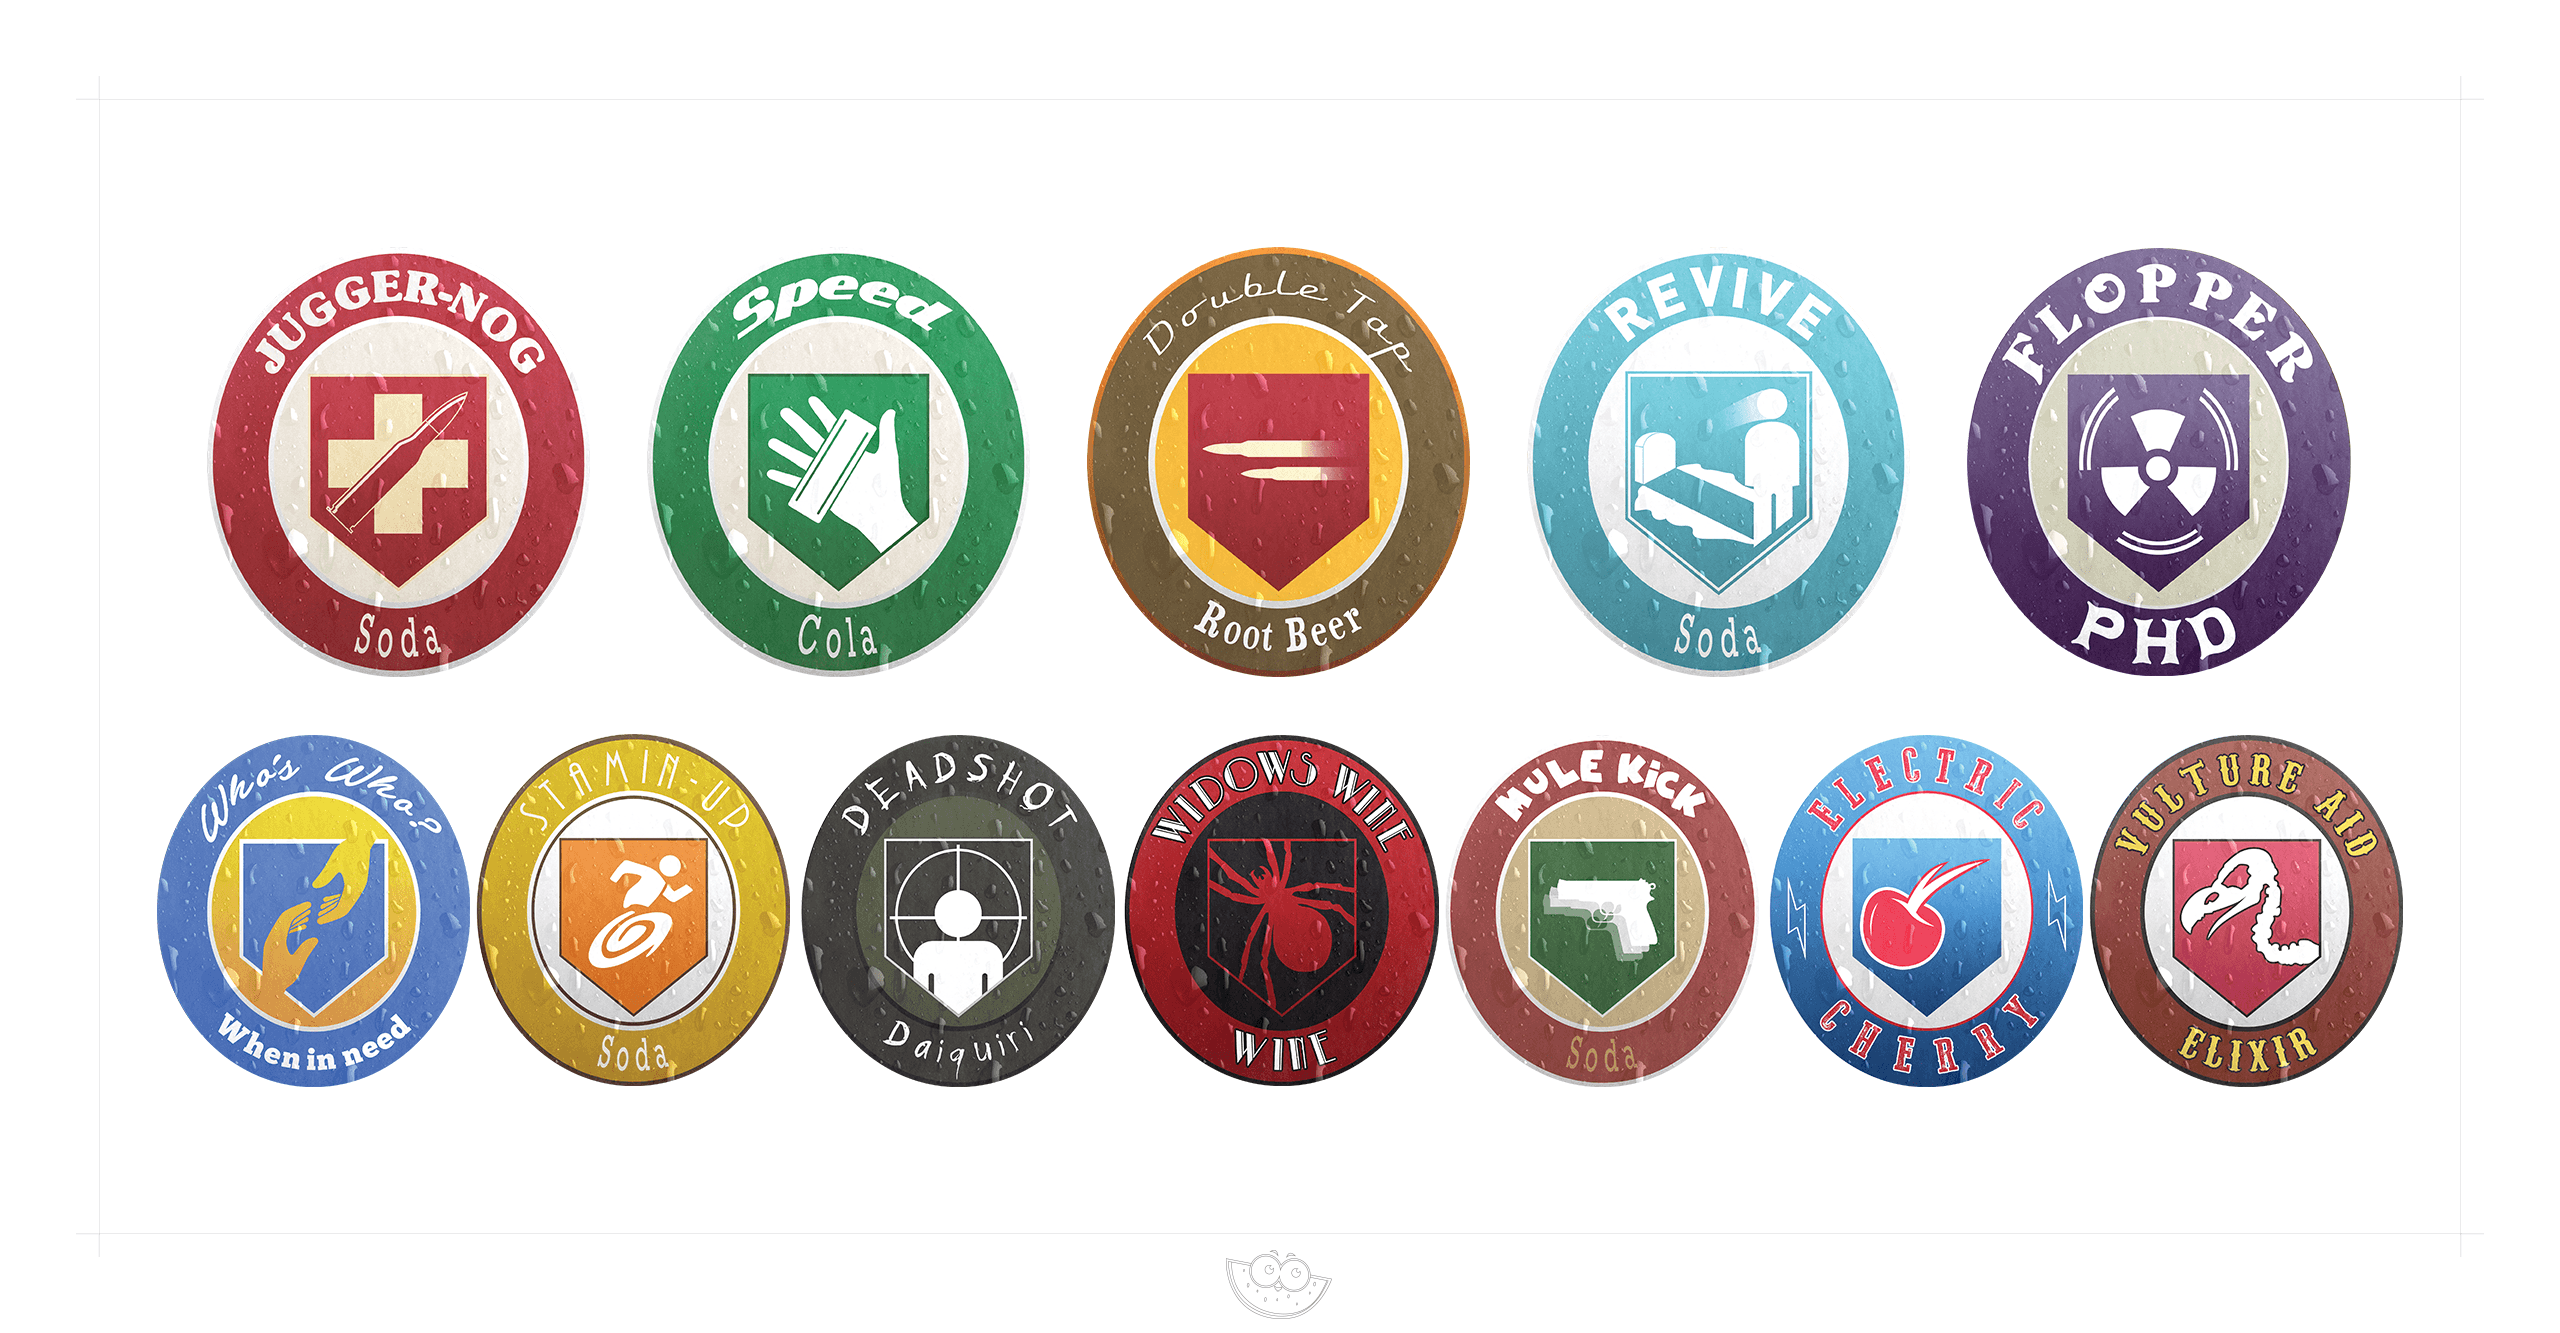 JUGGER-NOG
Soda
Speed
Cola
Double Tap
Root Beer
REVIVE
Soda
FLOPPER
PHD
Who's Who?
When in need
STAMIN-UP
Soda
DEADSHOT
Daiquiri
WIDOWS WINE
WINE
MULE KiCK
Soda
ELECTRIC
CHERRY
VULTURE AID
ELIXIR